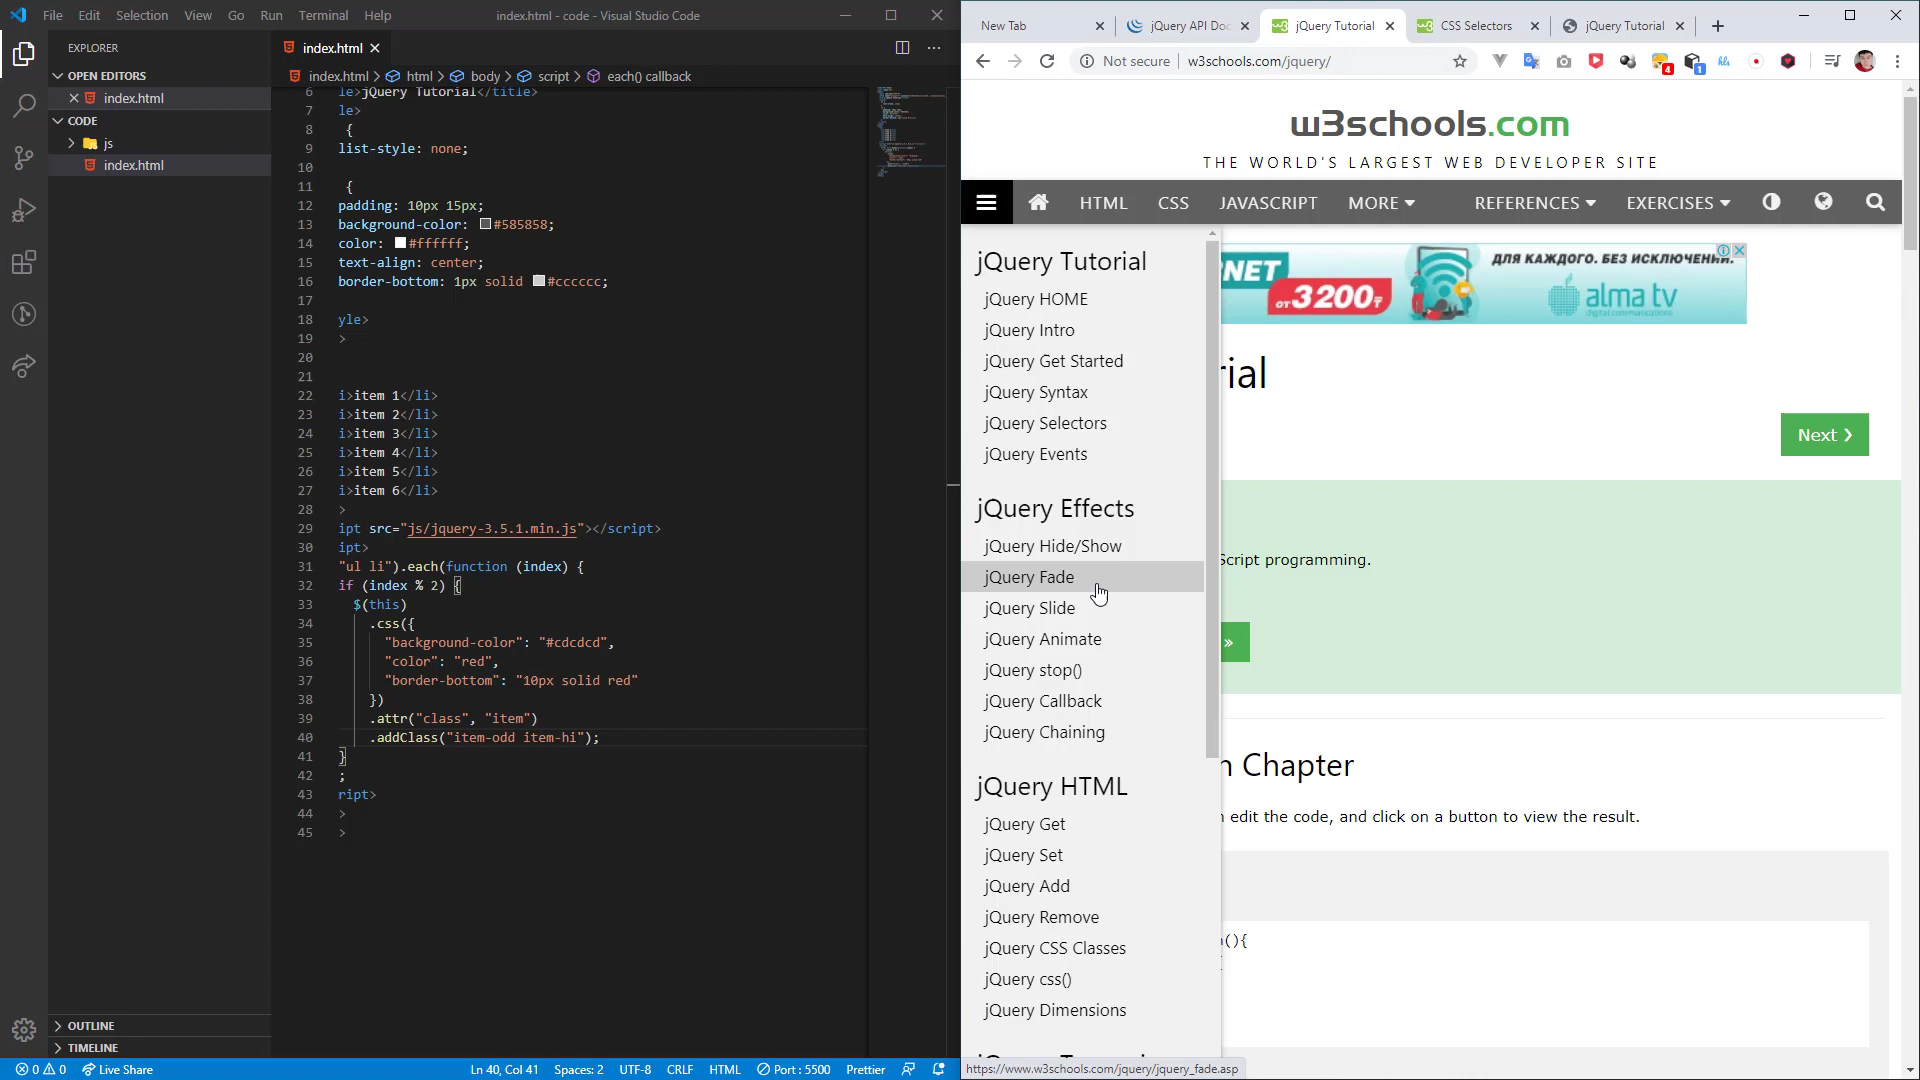 File Edit Selection View Go Run Terminal Help
index.html - code - Visual Studio Code
EXPLORER
OPEN EDITORS
index.html
CODE
js
index.html
OUTLINE
TIMELINE
index.html
index.html > html > body > script > each() callback
6 le>jQuery Tutorial</title>
7 le>
8 {
9 list-style: none;
10
11 {
12 padding: 10px 15px;
13 background-color: #585858;
14 color: #ffffff;
15 text-align: center;
16 border-bottom: 1px solid #cccccc;
17
18 yle>
19 >
20
21
22 i>item 1</li>
23 i>item 2</li>
24 i>item 3</li>
25 i>item 4</li>
26 i>item 5</li>
27 i>item 6</li>
28 >
29 ipt src="js/jquery-3.5.1.min.js"></script>
30 ipt>
31 "ul li").each(function (index) {
32 if (index % 2) {
33 $(this)
34 .css({
35 "background-color": "#cdcdcd",
36 "color": "red",
37 "border-bottom": "10px solid red"
38 })
39 .attr("class", "item")
40 .addClass("item-odd item-hi");
41 }
42 ;
43 ript>
44 >
45 >
0 0 Live Share Ln 40, Col 41 Spaces: 2 UTF-8 CRLF HTML Port : 5500 Prettier
New Tab jQuery API Doc jQuery Tutorial CSS Selectors jQuery Tutorial
Not secure w3schools.com/jquery/
4 1
w3schools.com
THE WORLD'S LARGEST WEB DEVELOPER SITE
HTML CSS JAVASCRIPT MORE REFERENCES EXERCISES
jQuery Tutorial
jQuery HOME
jQuery Intro
jQuery Get Started
jQuery Syntax
jQuery Selectors
jQuery Events
jQuery Effects
jQuery Hide/Show
jQuery Fade
jQuery Slide
jQuery Animate
jQuery stop()
jQuery Callback
jQuery Chaining
jQuery HTML
jQuery Get
jQuery Set
jQuery Add
jQuery Remove
jQuery CSS Classes
jQuery css()
jQuery Dimensions
RNET
от 3200₸
ДЛЯ КАЖДОГО. БЕЗ ИСКЛЮЧЕНИЙ.
alma tv
digital communications
rial
Next ❯
Script programming.
»
n Chapter
n edit the code, and click on a button to view the result.
(){
https://www.w3schools.com/jquery/jquery_fade.asp